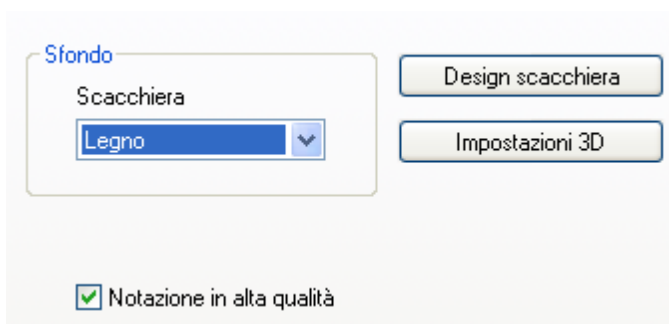 Sfondo
Scacchiera
Legno
Design scacchiera
Impostazioni 3D
Notazione in alta qualità